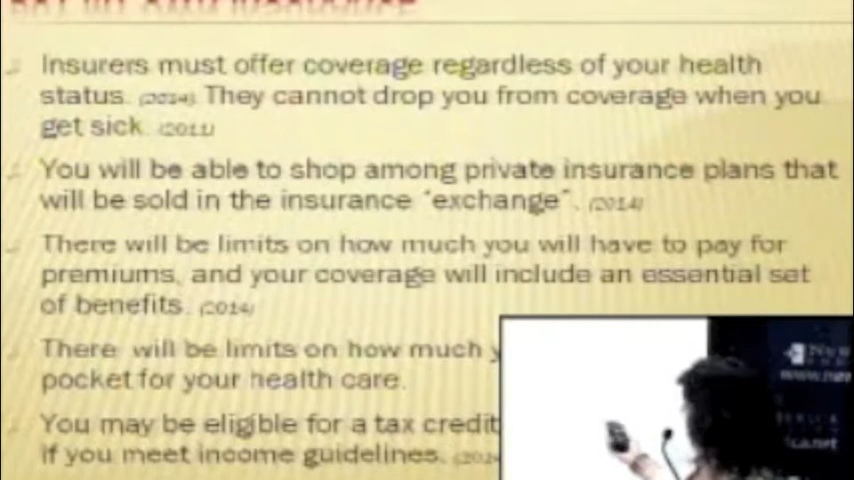 Insurers must offer coverage regardless of your health
status. (2014) They cannot drop you from coverage when you
get sick. (2011)
You will be able to shop among private insurance plans that
will be sold in the insurance "exchange". (2014)
There will be limits on how much you will have to pay for
premiums, and your coverage will include an essential set
of benefits. (2014)
There will be limits on how much
pocket for your health care.
You may be eligible for a tax credit
if you meet income guidelines.